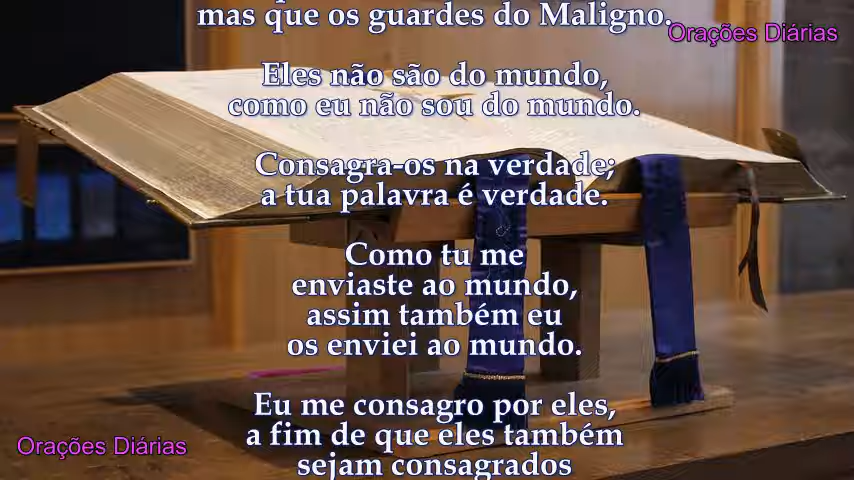 mas que os guardes do Maligno.
Orações Diárias
Eles não são do mundo,
como eu não sou do mundo.
Consagra-os na verdade;
a tua palavra é verdade.
Como tu me
enviaste ao mundo,
assim também eu
os enviei ao mundo.
Eu me consagro por eles,
a fim de que eles também
Orações Diárias
sejam consagrados